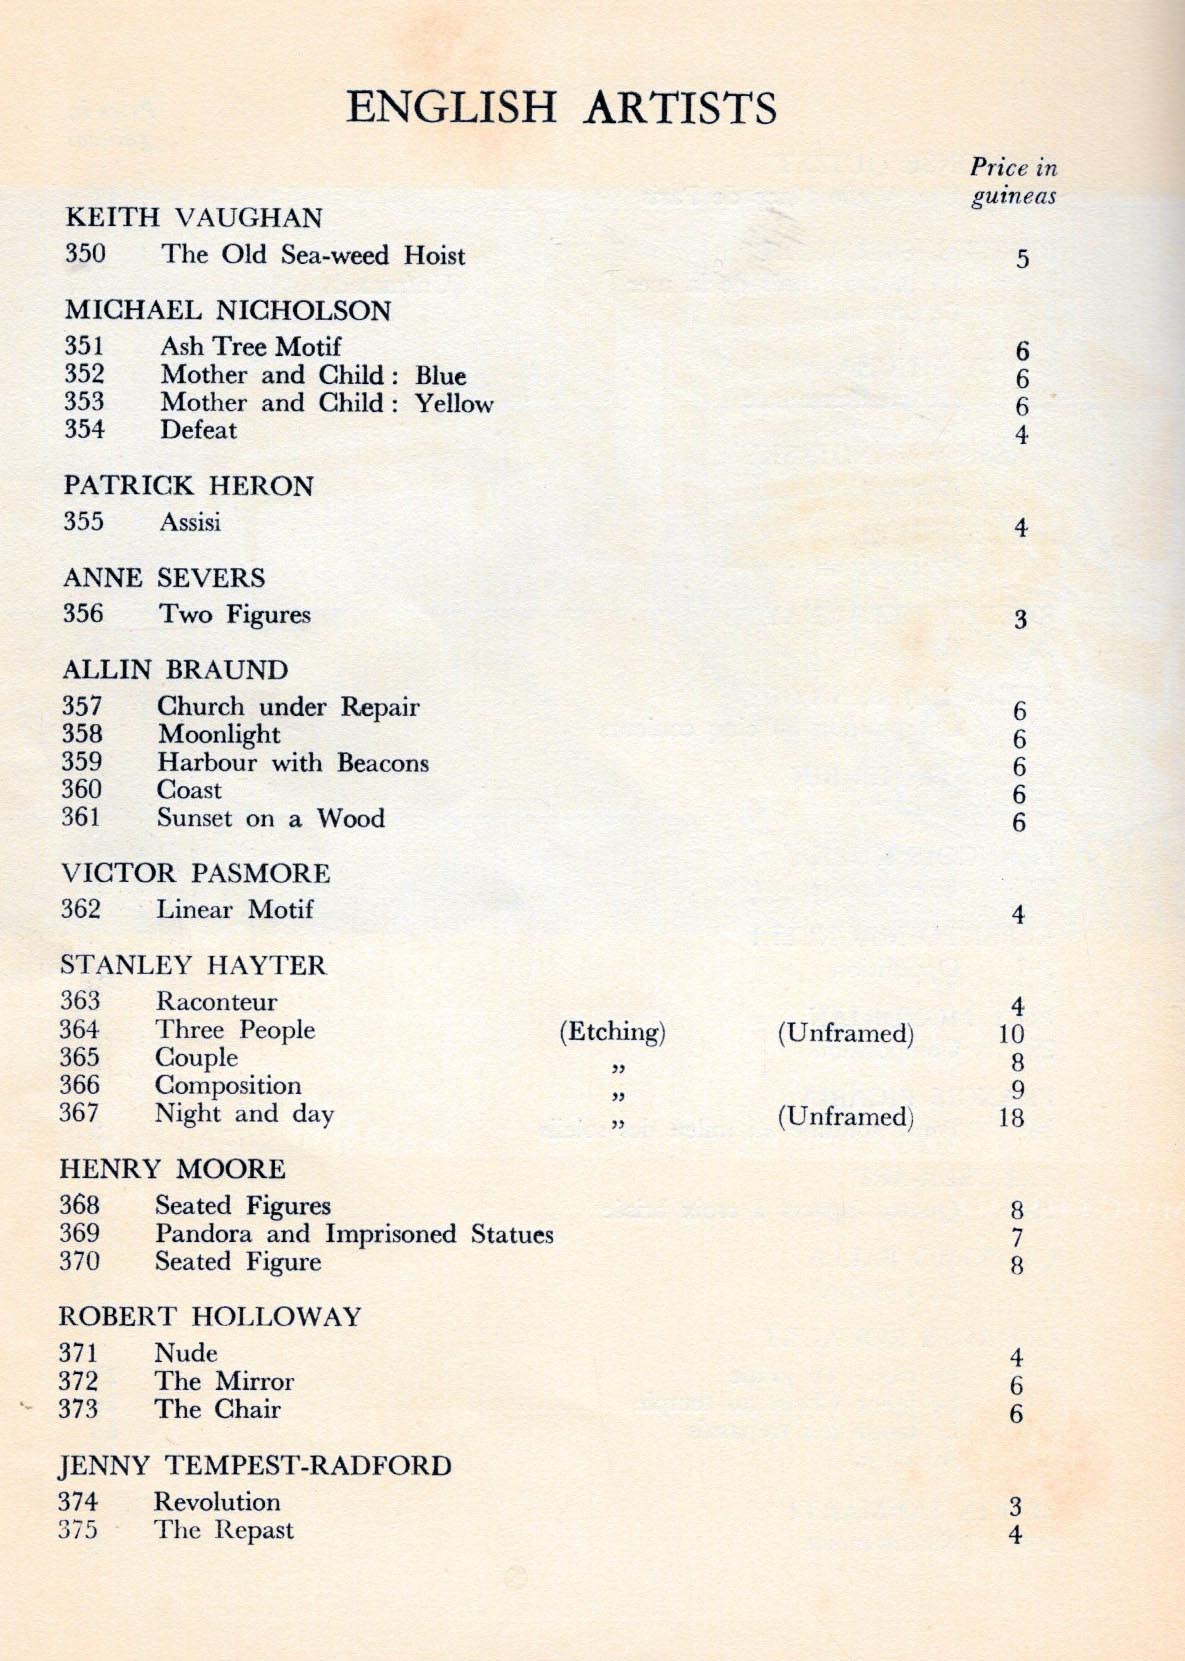 ENGLISH ARTISTS
Price in
guineas
KEITH VAUGHAN
350 The Old Sea-weed Hoist 5
MICHAEL NICHOLSON
351 Ash Tree Motif 6
352 Mother and Child : Blue 6
353 Mother and Child : Yellow 6
354 Defeat 4
PATRICK HERON
355 Assisi 4
ANNE SEVERS
356 Two Figures 3
ALLIN BRAUND
357 Church under Repair 6
358 Moonlight 6
359 Harbour with Beacons 6
360 Coast 6
361 Sunset on a Wood 6
VICTOR PASMORE
362 Linear Motif 4
STANLEY HAYTER
363 Raconteur 4
364 Three People (Etching) (Unframed) 10
365 Couple „ 8
366 Composition „ 9
367 Night and day „ (Unframed) 18
HENRY MOORE
368 Seated Figures 8
369 Pandora and Imprisoned Statues 7
370 Seated Figure 8
ROBERT HOLLOWAY
371 Nude 4
372 The Mirror 6
373 The Chair 6
JENNY TEMPEST-RADFORD
374 Revolution 3
375 The Repast 4